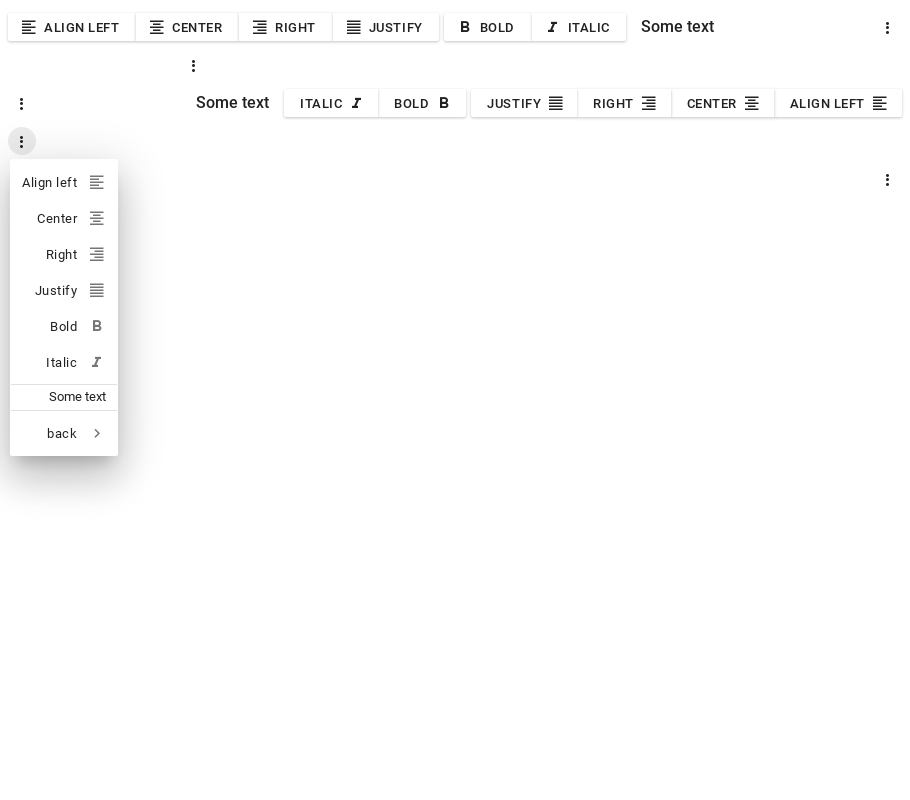 ALIGN LEFT CENTER RIGHT JUSTIFY BOLD ITALIC Some text
Some text ITALIC BOLD JUSTIFY RIGHT CENTER ALIGN LEFT
Align left
Center
Right
Justify
Bold
Italic
Some text
back